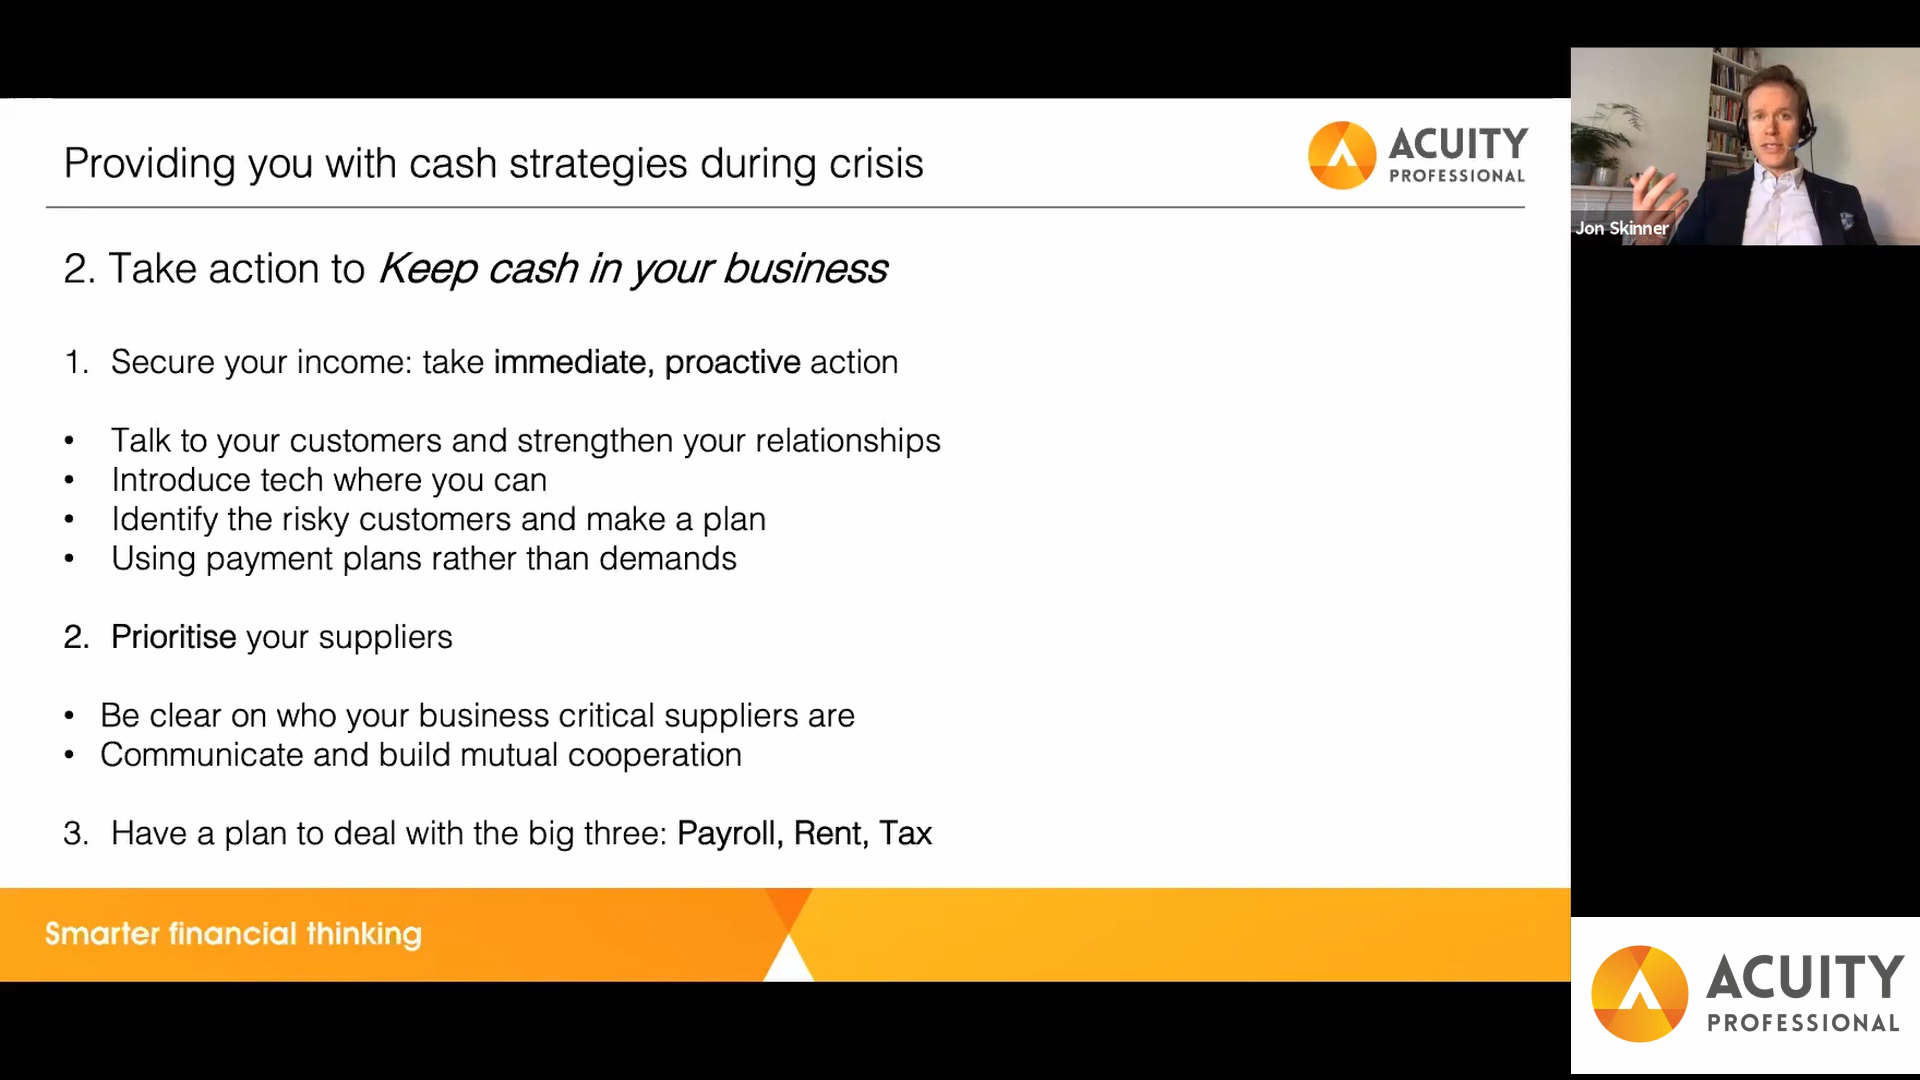 Providing you with cash strategies during crisis
ACUITY
PROFESSIONAL
2. Take action to Keep cash in your business
1. Secure your income: take immediate, proactive action
• Talk to your customers and strengthen your relationships
• Introduce tech where you can
• Identify the risky customers and make a plan
• Using payment plans rather than demands
2. Prioritise your suppliers
• Be clear on who your business critical suppliers are
• Communicate and build mutual cooperation
3. Have a plan to deal with the big three: Payroll, Rent, Tax
Smarter financial thinking
Jon Skinner
ACUITY
PROFESSIONAL